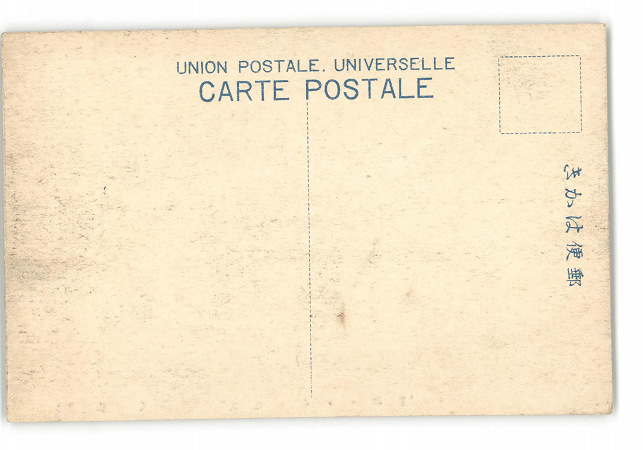 UNION POSTALE. UNIVERSELLE
CARTE POSTALE
郵便はかき